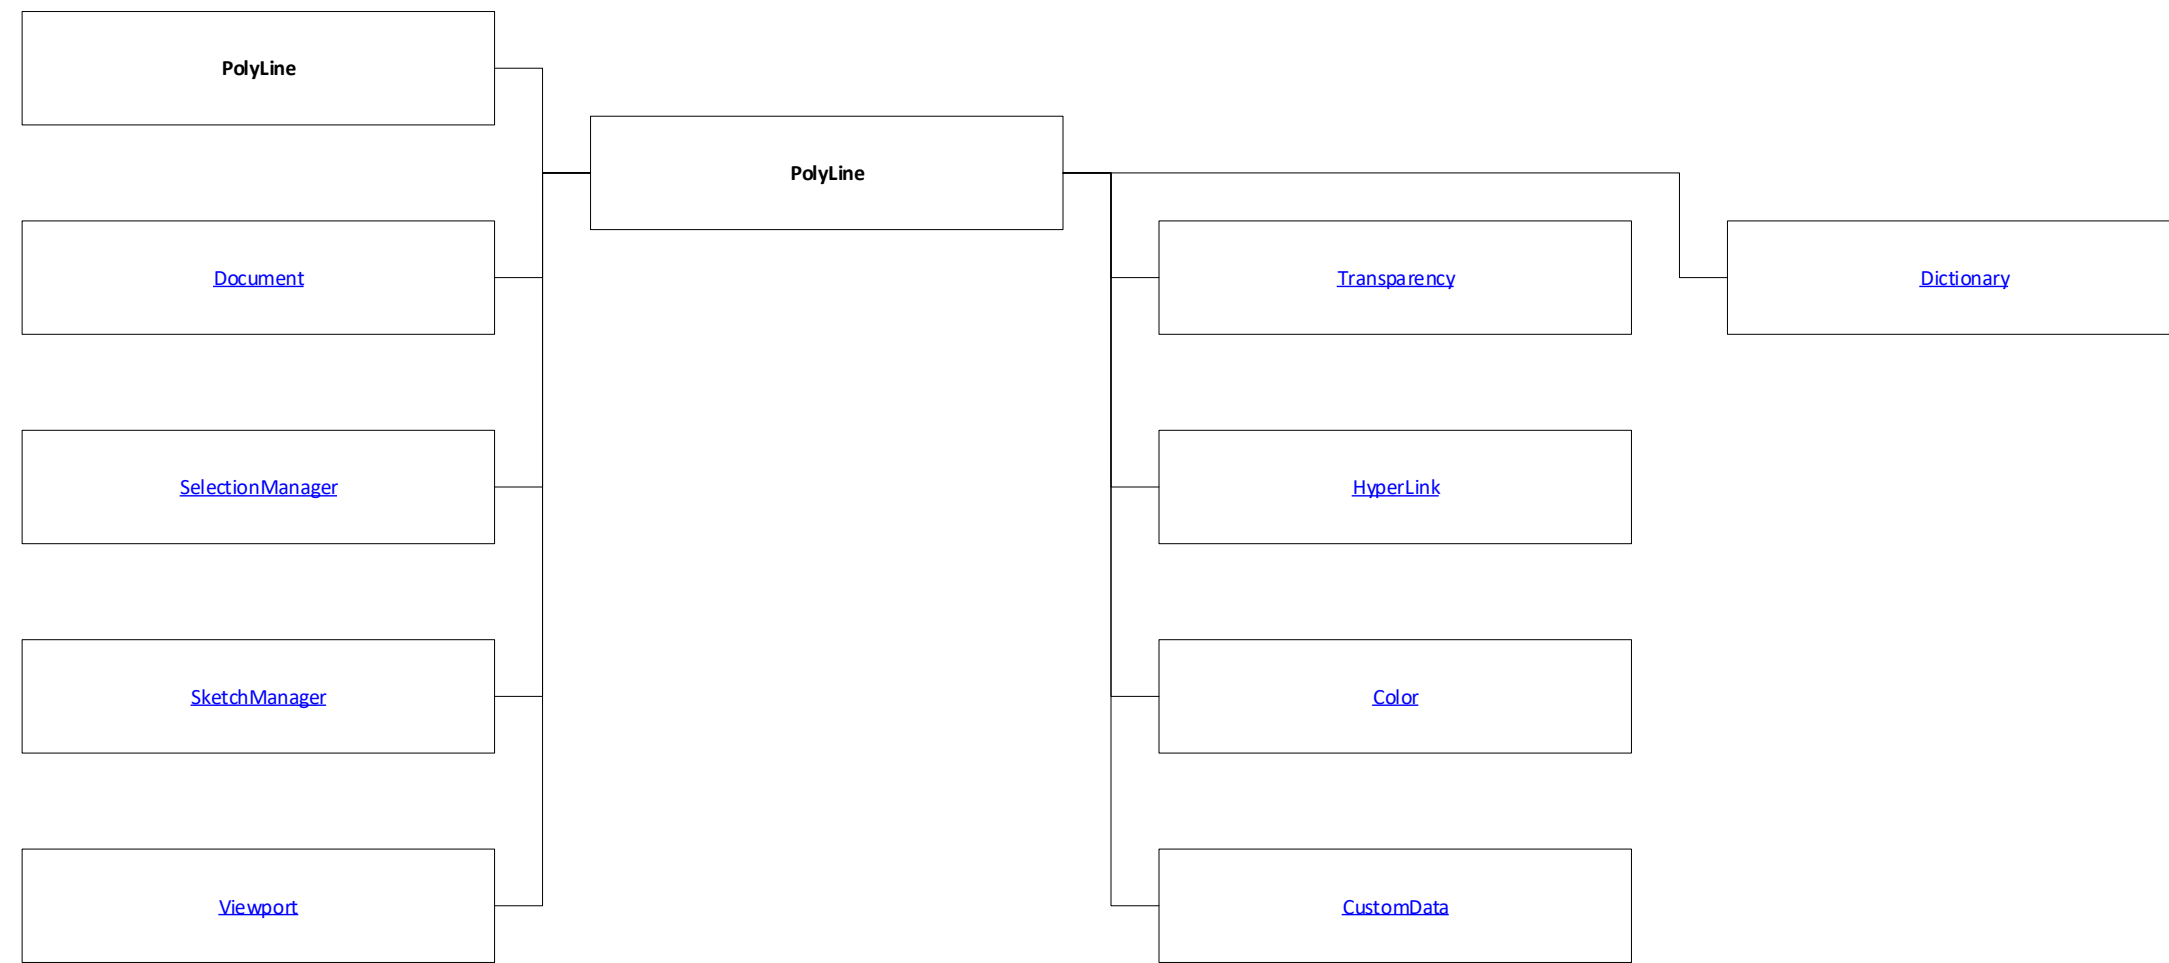 PolyLine
PolyLine
Document
Transparency
Dictionary
SelectionManager
HyperLink
SketchManager
Color
Viewport
CustomData